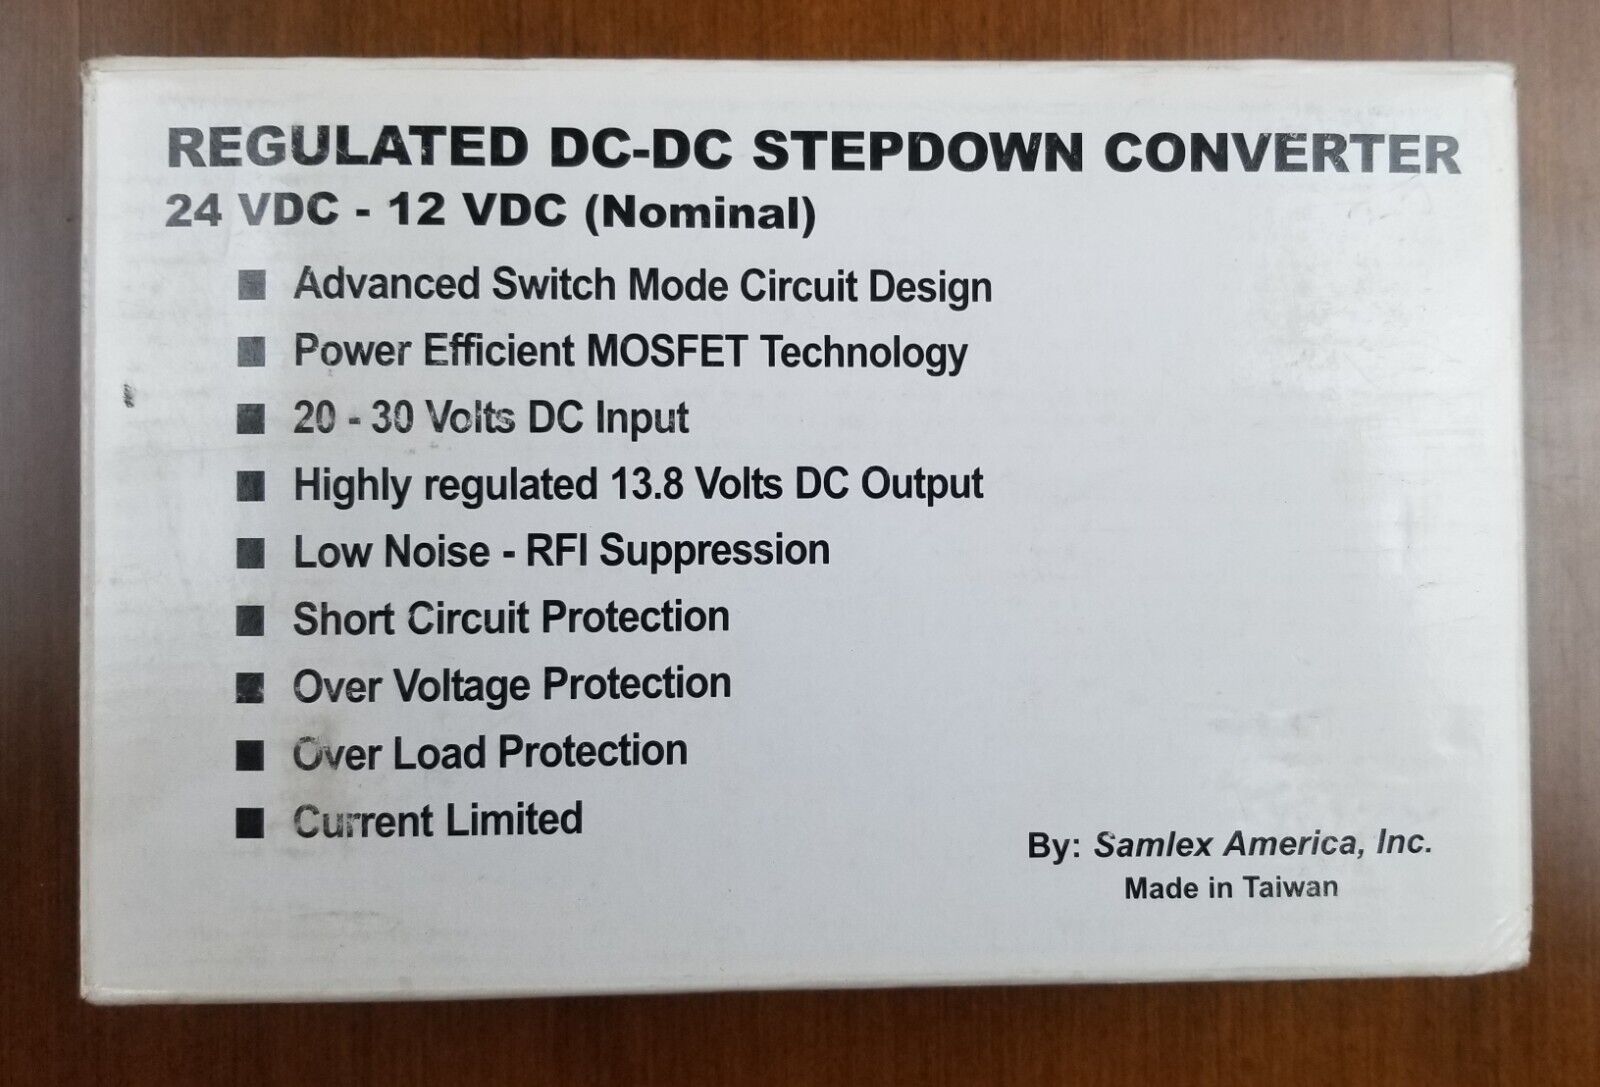 REGULATED DC-DC STEPDOWN CONVERTER
24 VDC - 12 VDC (Nominal)
■ Advanced Switch Mode Circuit Design
■ Power Efficient MOSFET Technology
■ 20 - 30 Volts DC Input
■ Highly regulated 13.8 Volts DC Output
■ Low Noise - RFI Suppression
■ Short Circuit Protection
■ Over Voltage Protection
■ Over Load Protection
■ Current Limited
By: Samlex America, Inc.
Made in Taiwan